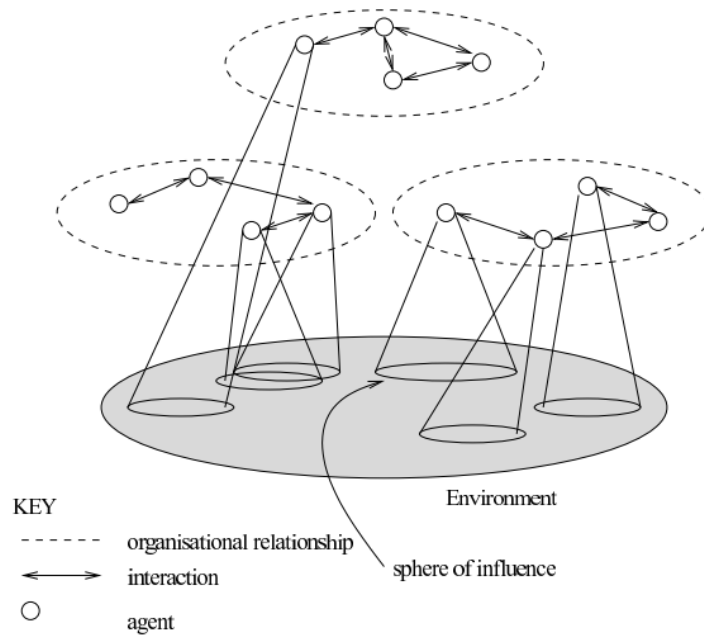 Environment
KEY
organisational relationship
sphere of influence
interaction
agent